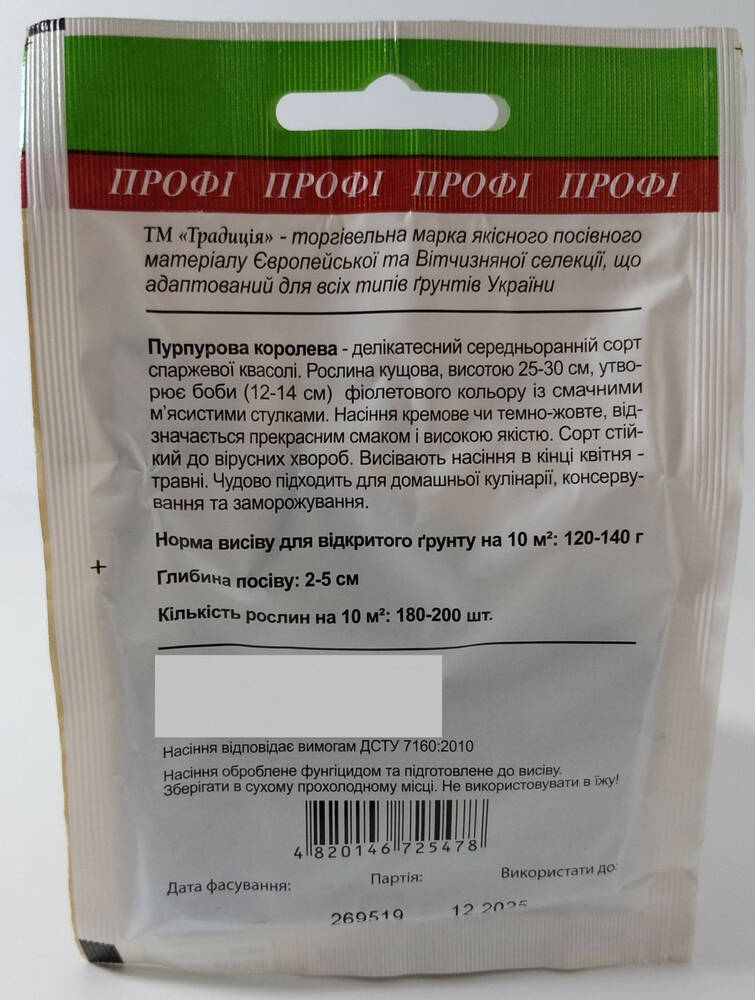 ПРОФІ ПРОФІ ПРОФІ ПРОФІ
ТМ «Традиція» - торгівельна марка якісного посівного
матеріалу Європейської та Вітчизняної селекції, що
адаптований для всіх типів ґрунтів України
Пурпурова королева - делікатесний середньоранній сорт
спаржевої квасолі. Рослина кущова, висотою 25-30 см, утво-
рює боби (12-14 см) фіолетового кольору із смачними
м'ясистими стулками. Насіння кремове чи темно-жовте, від-
значається прекрасним смаком і високою якістю. Сорт стій-
кий до вірусних хвороб. Висівають насіння в кінці квітня -
травні. Чудово підходить для домашньої кулінарії, консерву-
вання та заморожування.
Норма висіву для відкритого ґрунту на 10 м²: 120-140 г
Глибина посіву: 2-5 см
Кількість рослин на 10 м²: 180-200 шт.
Насіння відповідає вимогам ДСТУ 7160:2010
Насіння оброблене фунгіцидом та підготовлене до висіву.
Зберігати в сухому прохолодному місці. Не використовувати в їжу!
4 820146 725478
Дата фасування: Партія: Використати до:
269519 12 2025